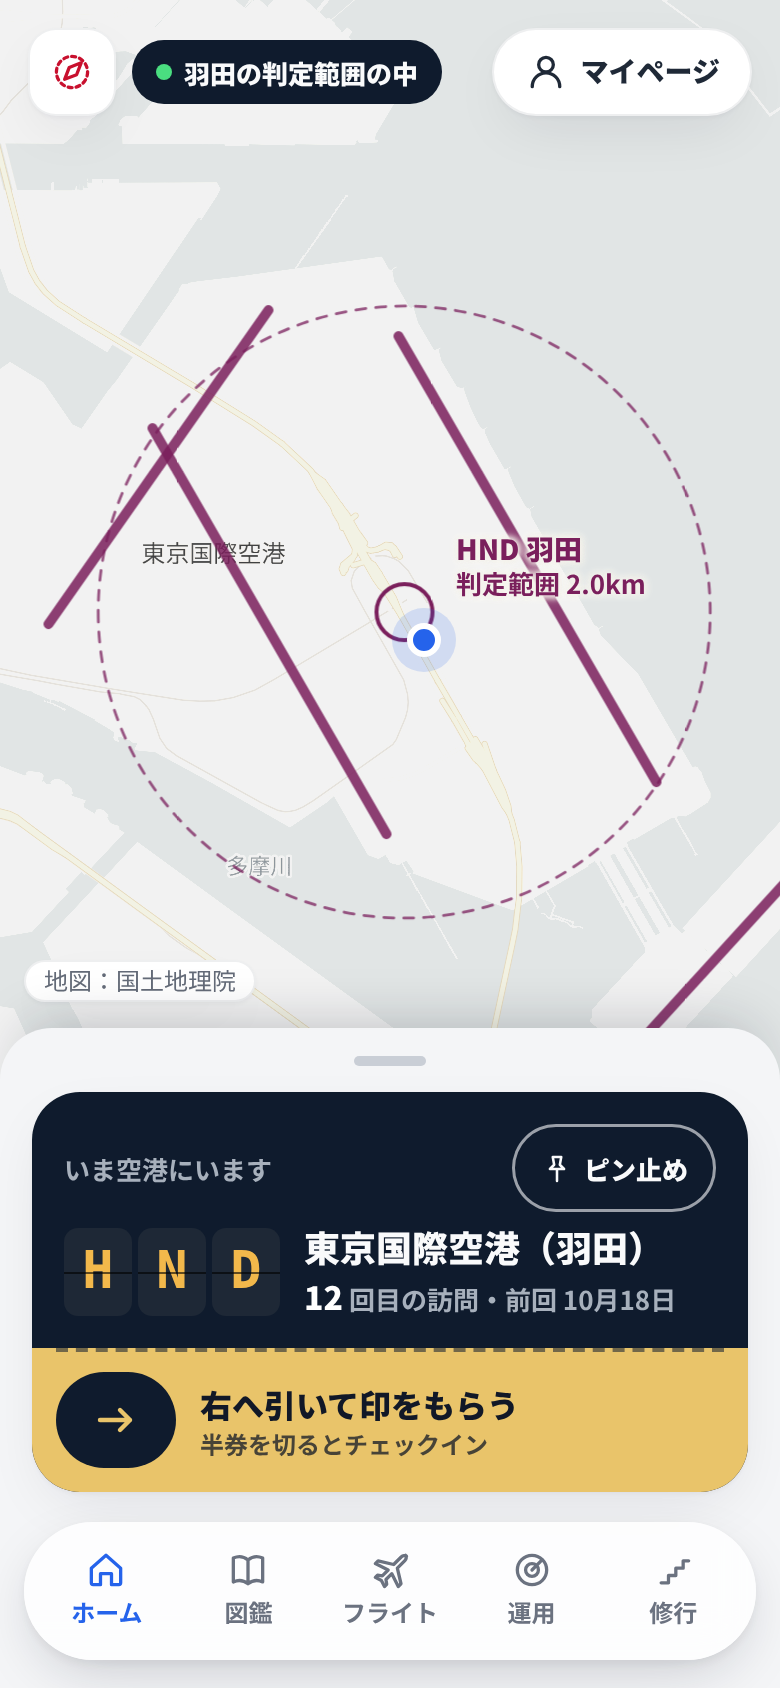 羽田の判定範囲の中
マイページ
東京国際空港
HND 羽田
判定範囲 2.0km
多摩川
地図：国土地理院
いま空港にいます
ピン止め
HND
東京国際空港（羽田）
12 回目の訪問・前回 10月18日
右へ引いて印をもらう
半券を切るとチェックイン
ホーム
図鑑
フライト
運用
修行